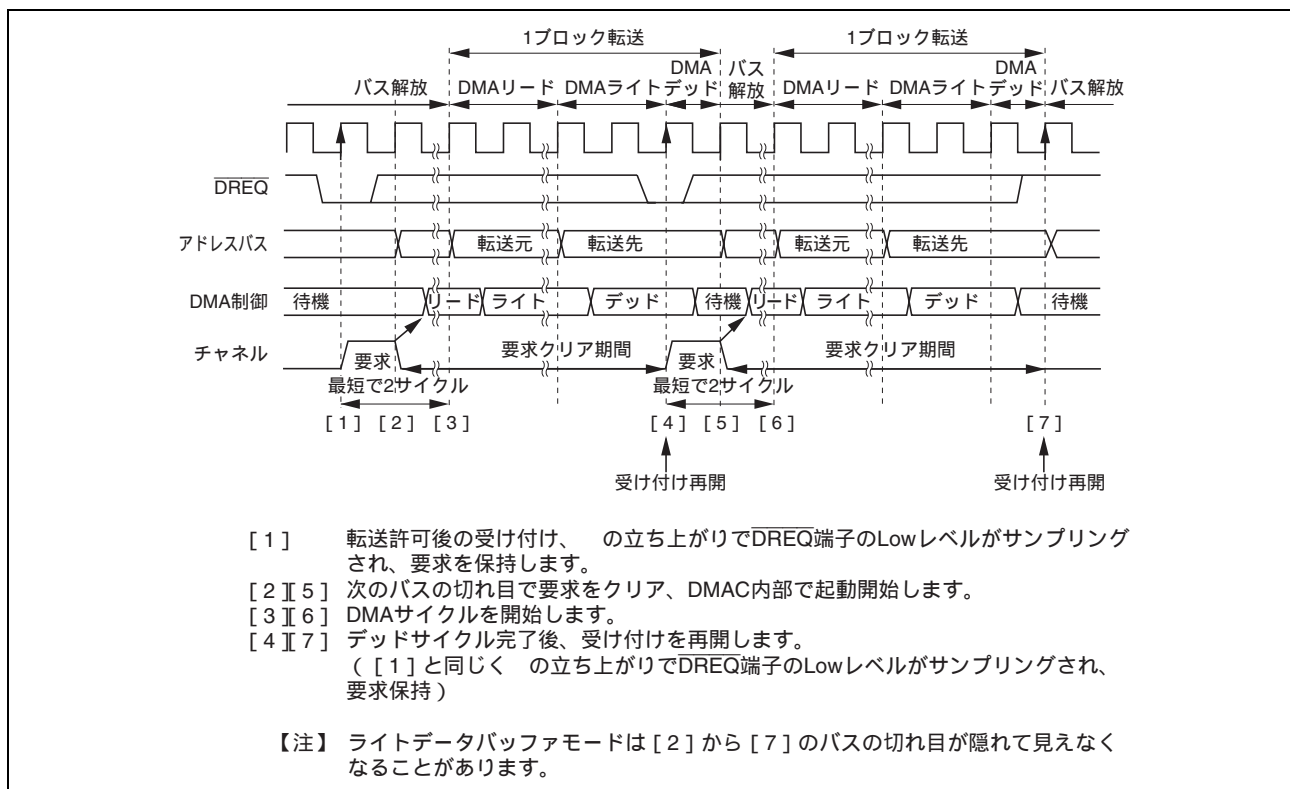 1ブロック転送 1ブロック転送
DMA バス DMA
バス解放 DMAリード DMAライト デッド 解放 DMAリード DMAライト デッド バス解放
DREQ
アドレスバス 転送元 転送先 転送元 転送先
DMA制御 待機 リード ライト デッド 待機 リード ライト デッド 待機
チャネル 要求 要求クリア期間 要求 要求クリア期間
最短で2サイクル 最短で2サイクル
[1] [2] [3] [4] [5] [6] [7]
受け付け再開 受け付け再開
[1] 転送許可後の受け付け、 の立ち上がりでDREQ端子のLowレベルがサンプリング
され、要求を保持します。
[2][5] 次のバスの切れ目で要求をクリア、DMAC内部で起動開始します。
[3][6] DMAサイクルを開始します。
[4][7] デッドサイクル完了後、受け付けを再開します。
([1]と同じく の立ち上がりでDREQ端子のLowレベルがサンプリングされ、
要求保持)
【注】 ライトデータバッファモードは[2]から[7]のバスの切れ目が隠れて見えなく
なることがあります。